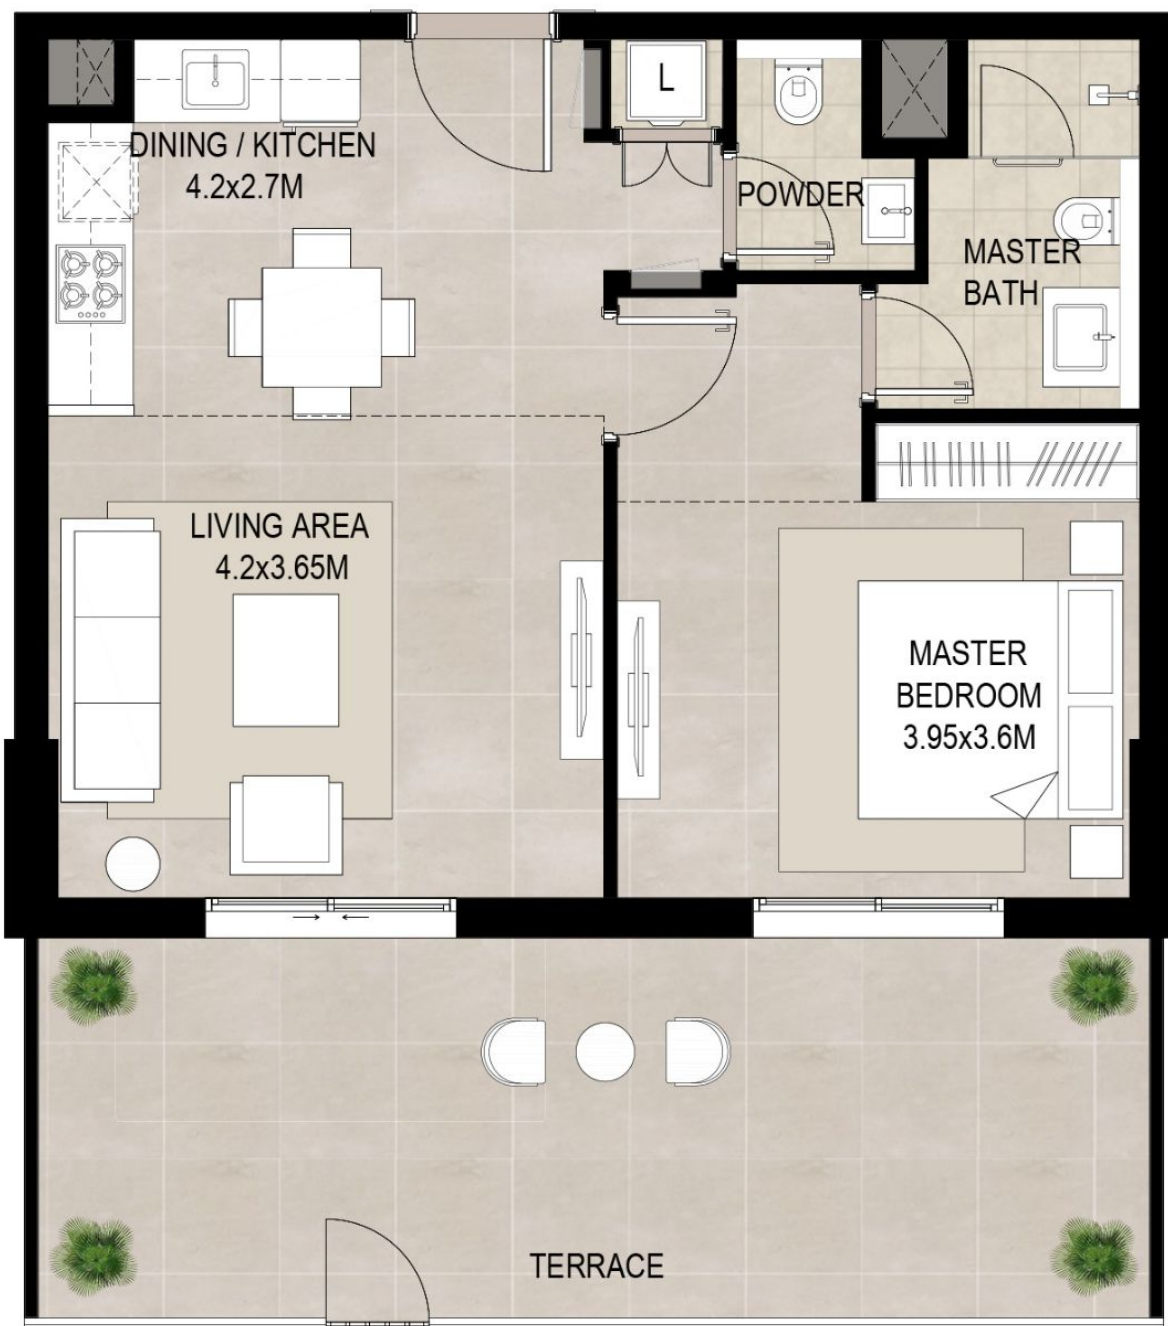 L
DINING / KITCHEN
4.2x2.7M
POWDER
MASTER
BATH
LIVING AREA
4.2x3.65M
MASTER
BEDROOM
3.95x3.6M
TERRACE